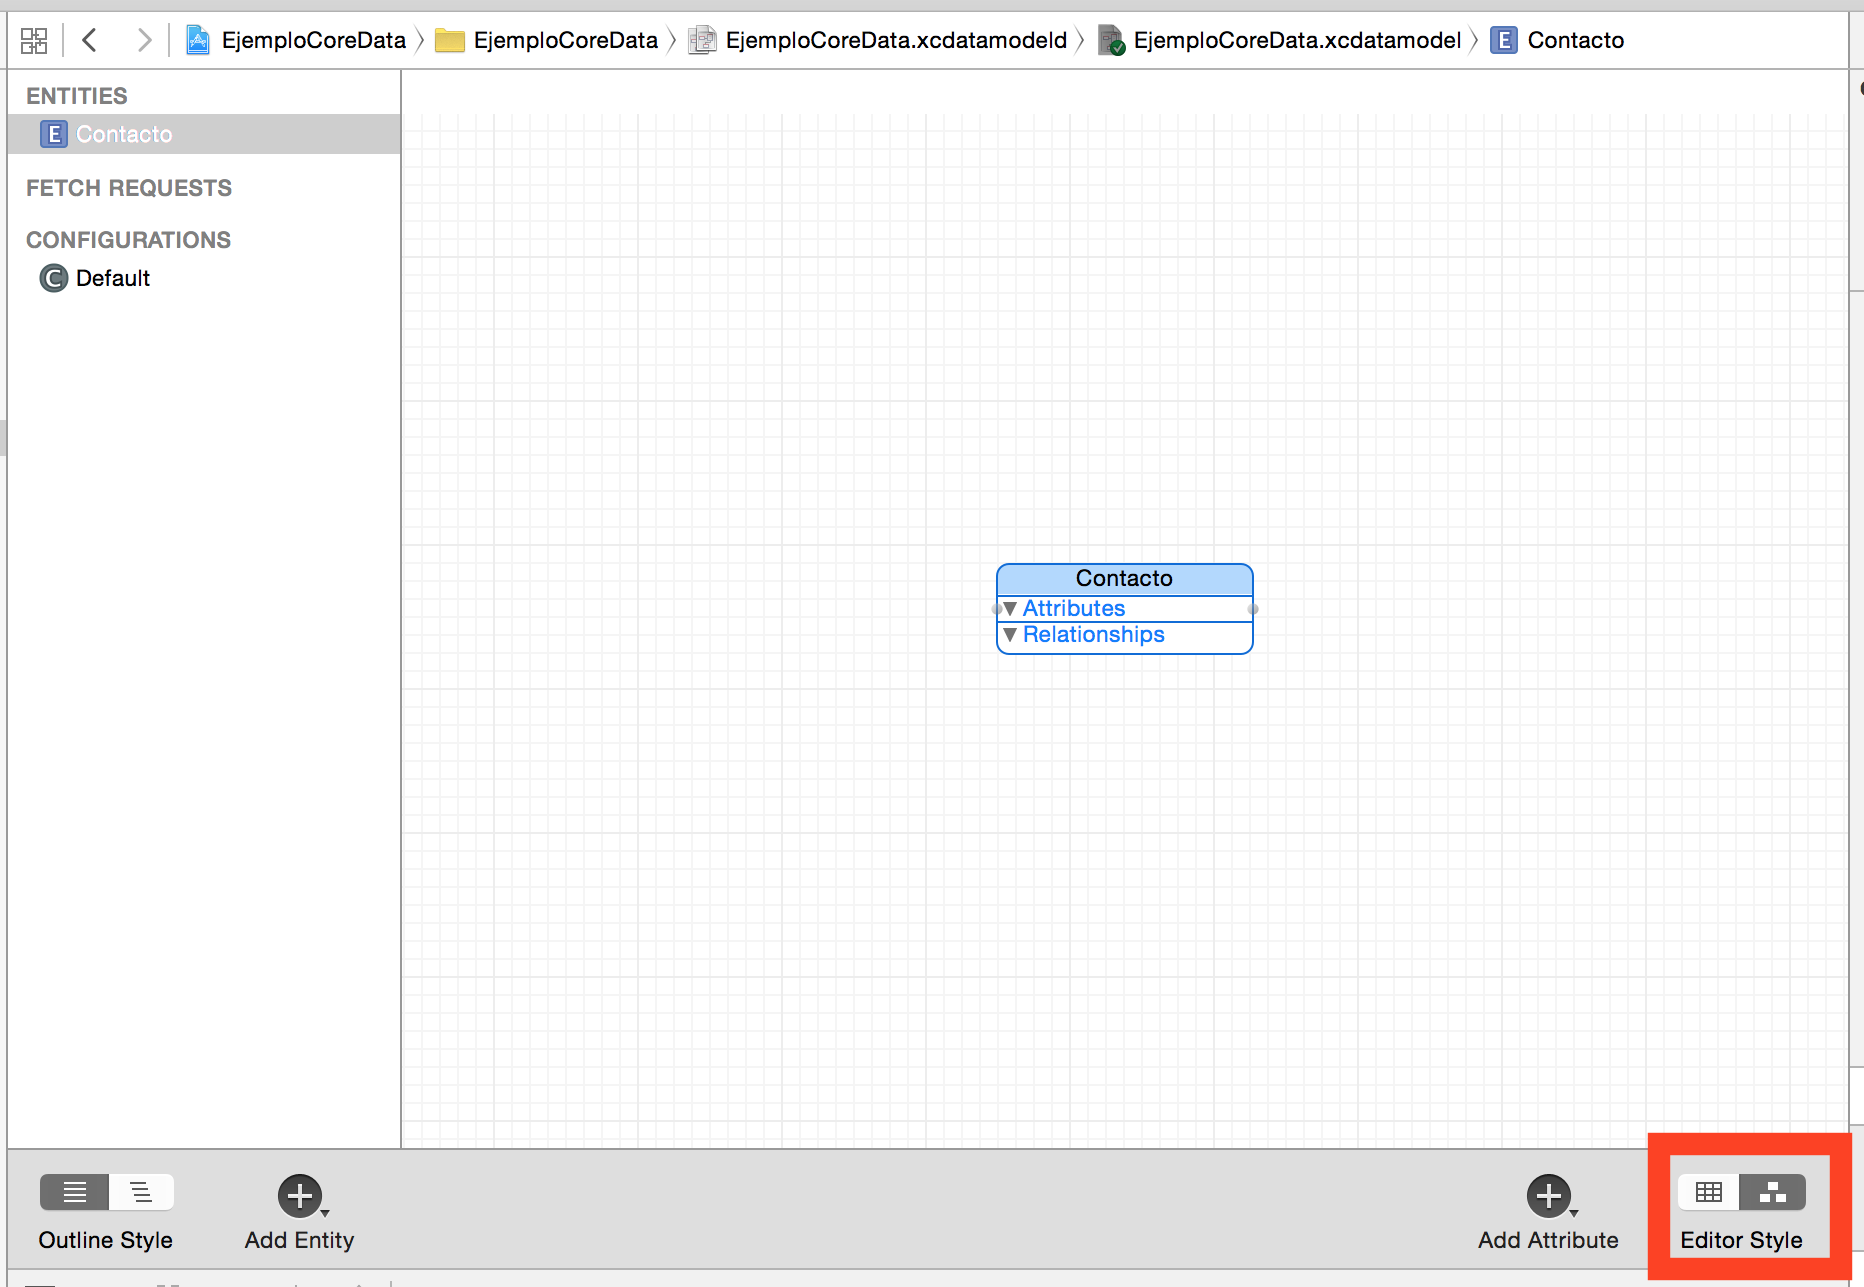 EjemploCoreData EjemploCoreData EjemploCoreData.xcdatamodeld EjemploCoreData.xcdatamodel E Contacto
ENTITIES
E Contacto
FETCH REQUESTS
CONFIGURATIONS
C Default
Contacto
Attributes
Relationships
Outline Style
Add Entity
Add Attribute
Editor Style